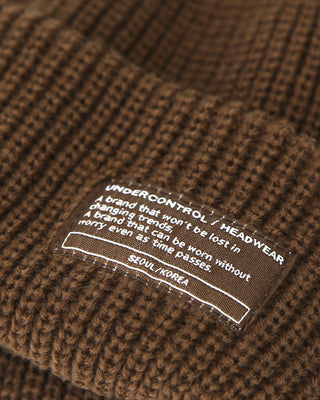 UNDERCONTROL / HEADWEAR
A brand that won't be lost in
changing trends,
A brand that can be worn without
worry even as time passes.
SEOUL/KOREA